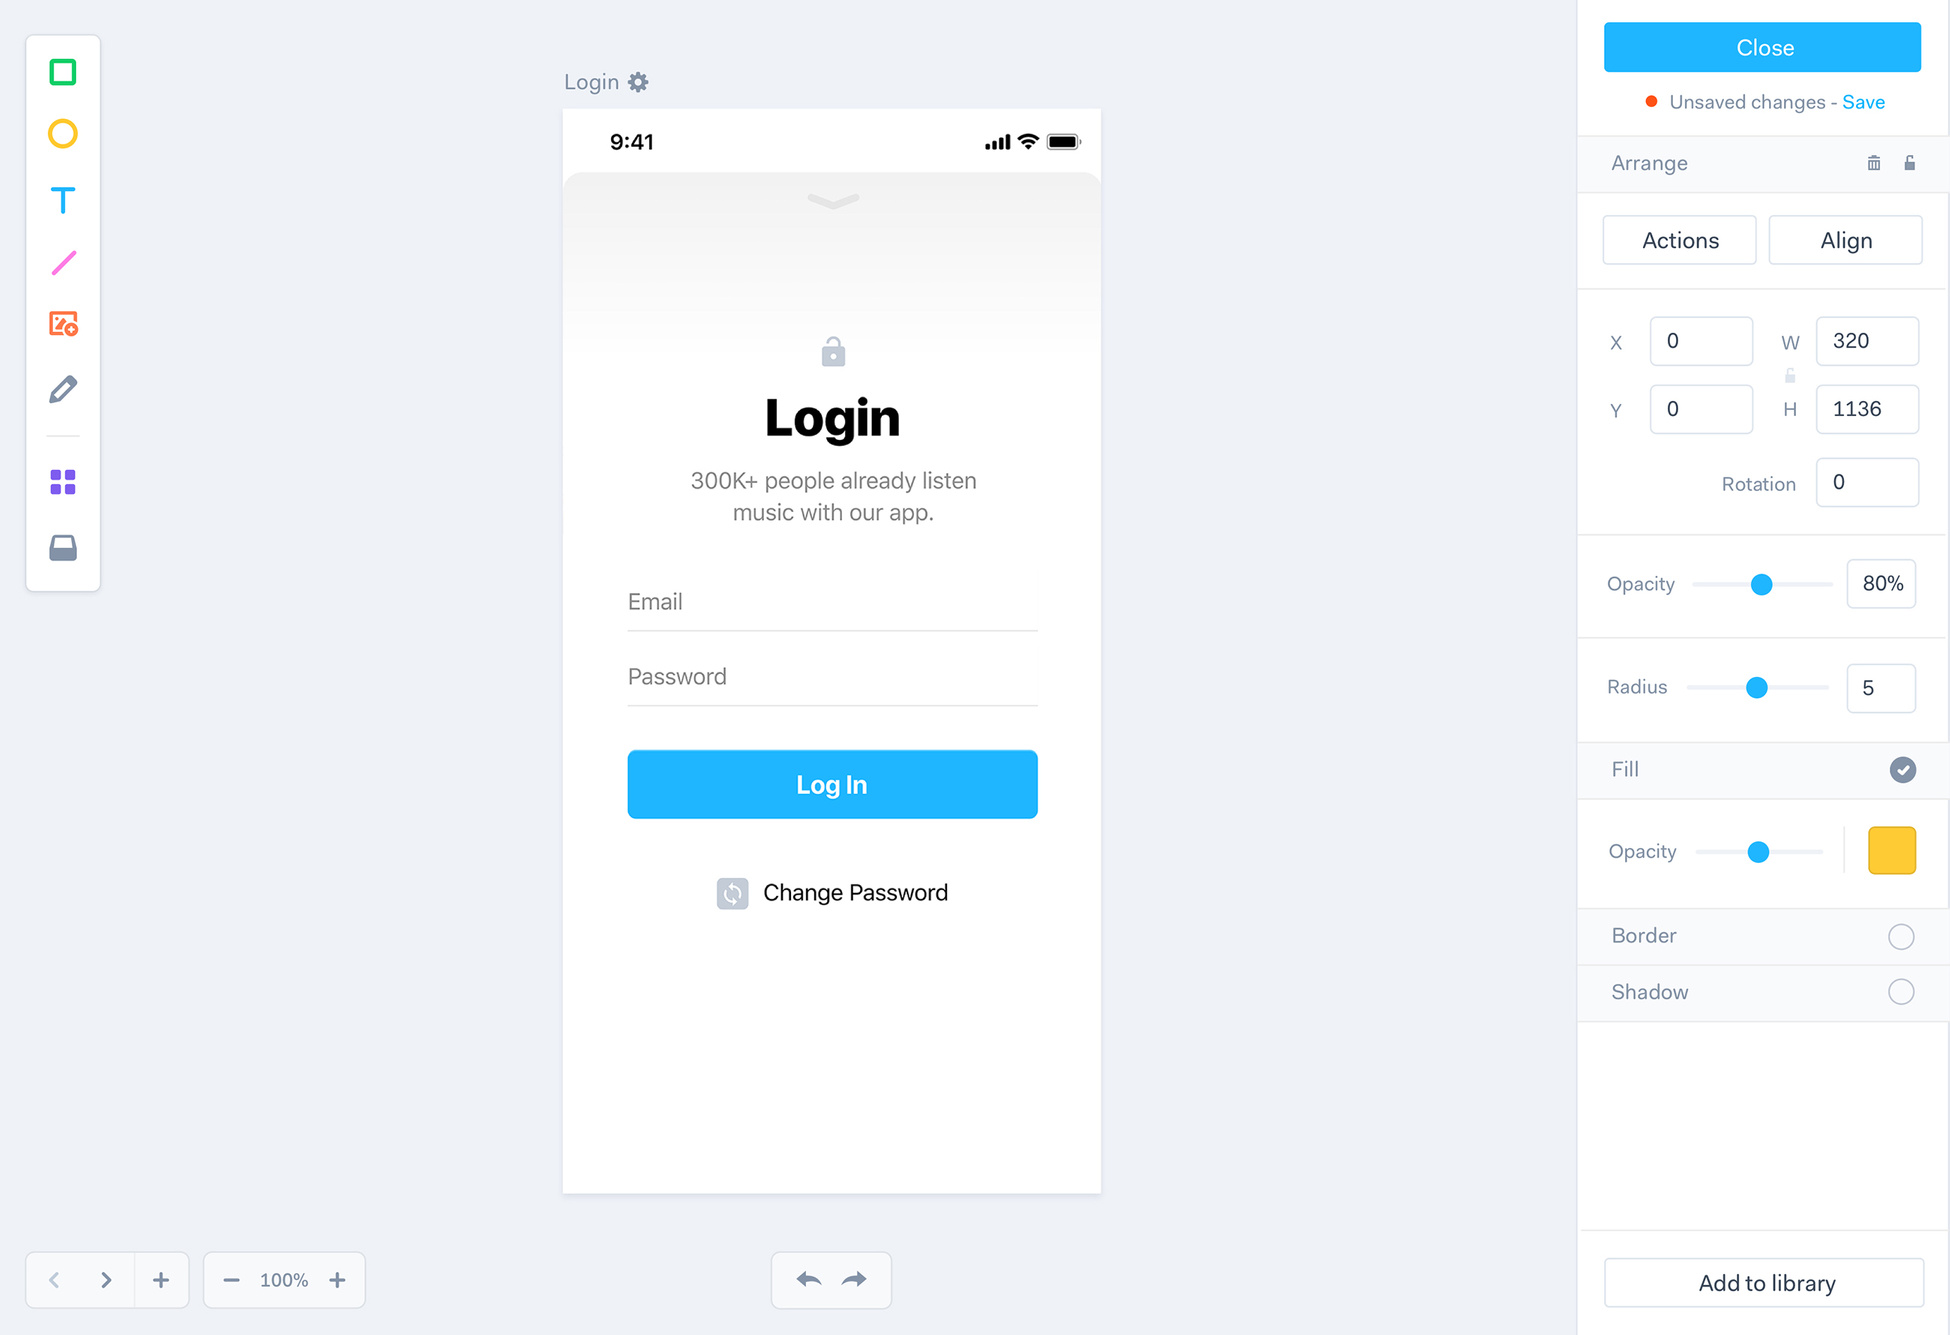 Login
9:41
Login
300K+ people already listen
music with our app.
Email
Password
Log In
Change Password
100%
Close
Unsaved changes - Save
Arrange
Actions
Align
X 0 W 320
Y 0 H 1136
Rotation 0
Opacity 80%
Radius 5
Fill
Opacity
Border
Shadow
Add to library